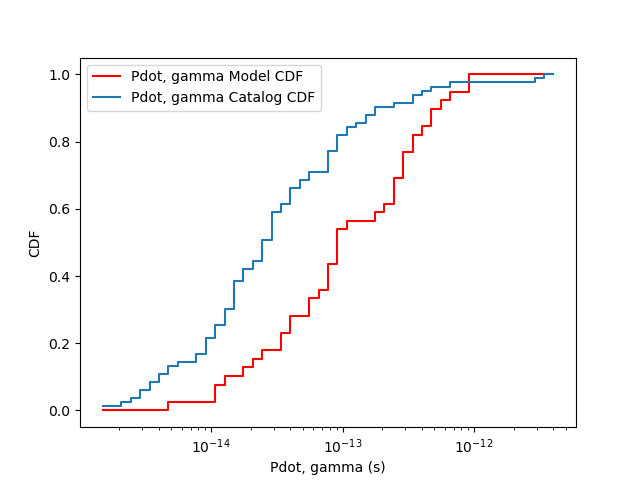 Pdot, gamma Model CDF
Pdot, gamma Catalog CDF
1.0
0.8
0.6
0.4
0.2
0.0
CDF
10⁻¹⁴
10⁻¹³
10⁻¹²
Pdot, gamma (s)